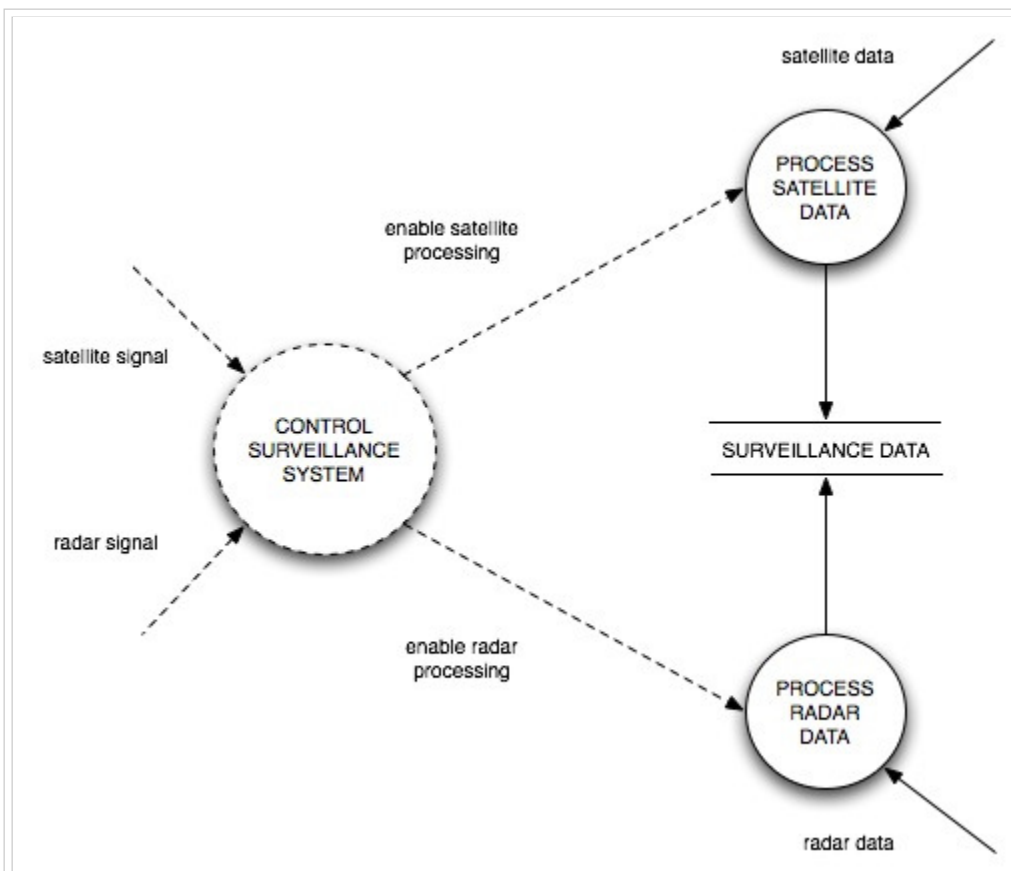 satellite data
PROCESS
SATELLITE
DATA
enable satellite
processing
satellite signal
CONTROL
SURVEILLANCE
SYSTEM
SURVEILLANCE DATA
radar signal
enable radar
processing
PROCESS
RADAR
DATA
radar data